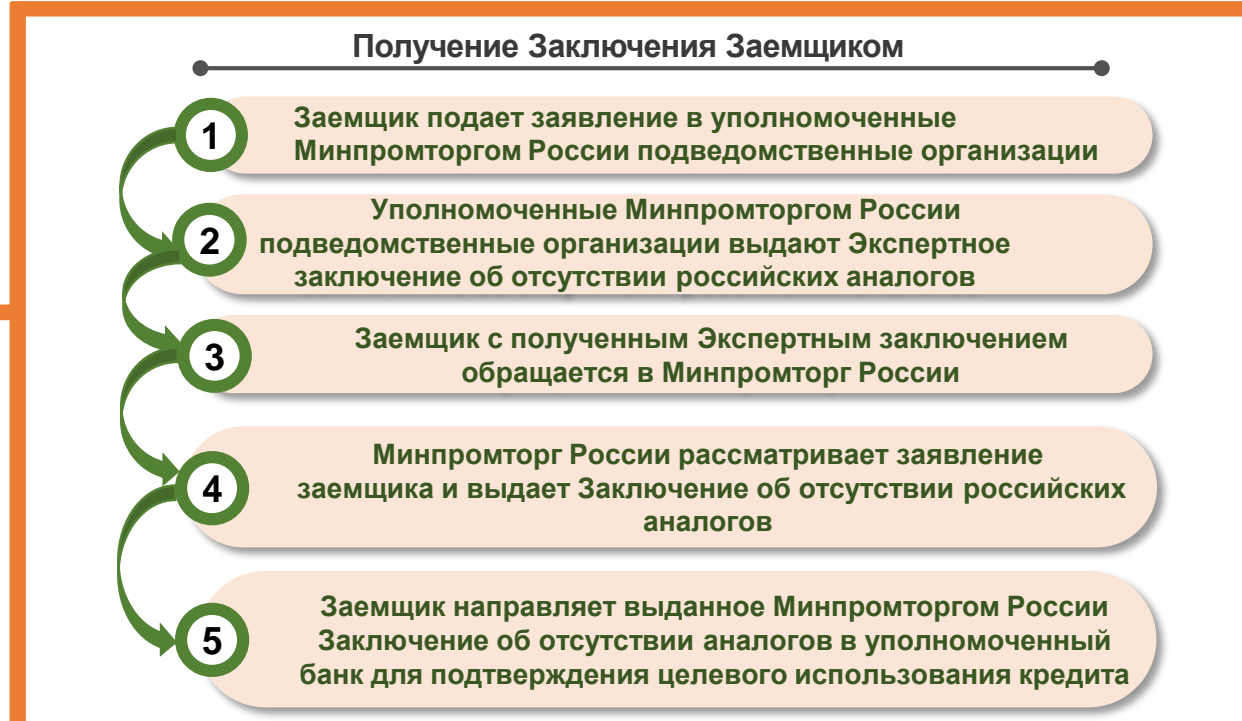 Получение Заключения Заемщиком
1
Заемщик подает заявление в уполномоченные
Минпромторгом России подведомственные организации
2
Уполномоченные Минпромторгом России
подведомственные организации выдают Экспертное
заключение об отсутствии российских аналогов
3
Заемщик с полученным Экспертным заключением
обращается в Минпромторг России
4
Минпромторг России рассматривает заявление
заемщика и выдает Заключение об отсутствии российских
аналогов
5
Заемщик направляет выданное Минпромторгом России
Заключение об отсутствии аналогов в уполномоченный
банк для подтверждения целевого использования кредита